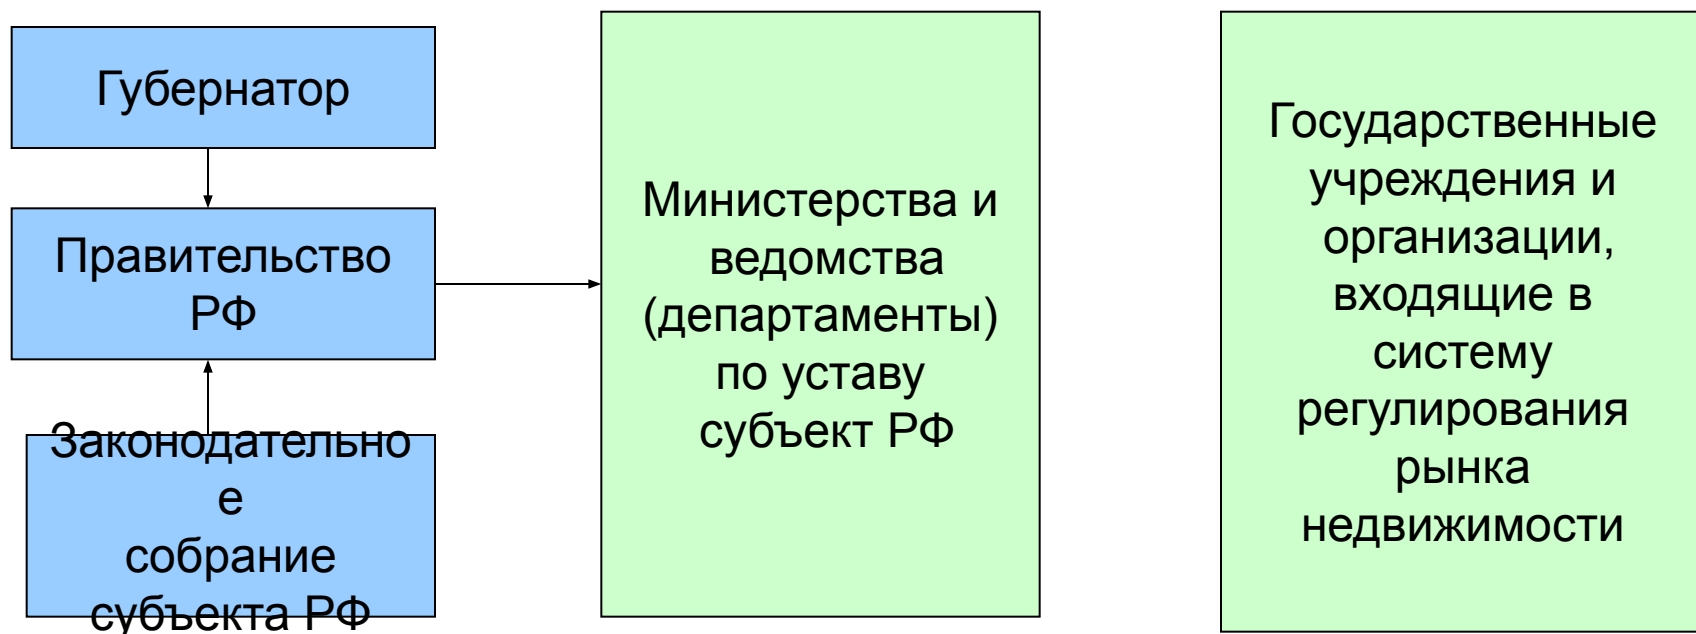 Губернатор
Правительство
РФ
Законодательно
е
собрание
субъекта РФ
Министерства и
ведомства
(департаменты)
по уставу
субъект РФ
Государственные
учреждения и
организации,
входящие в
систему
регулирования
рынка
недвижимости